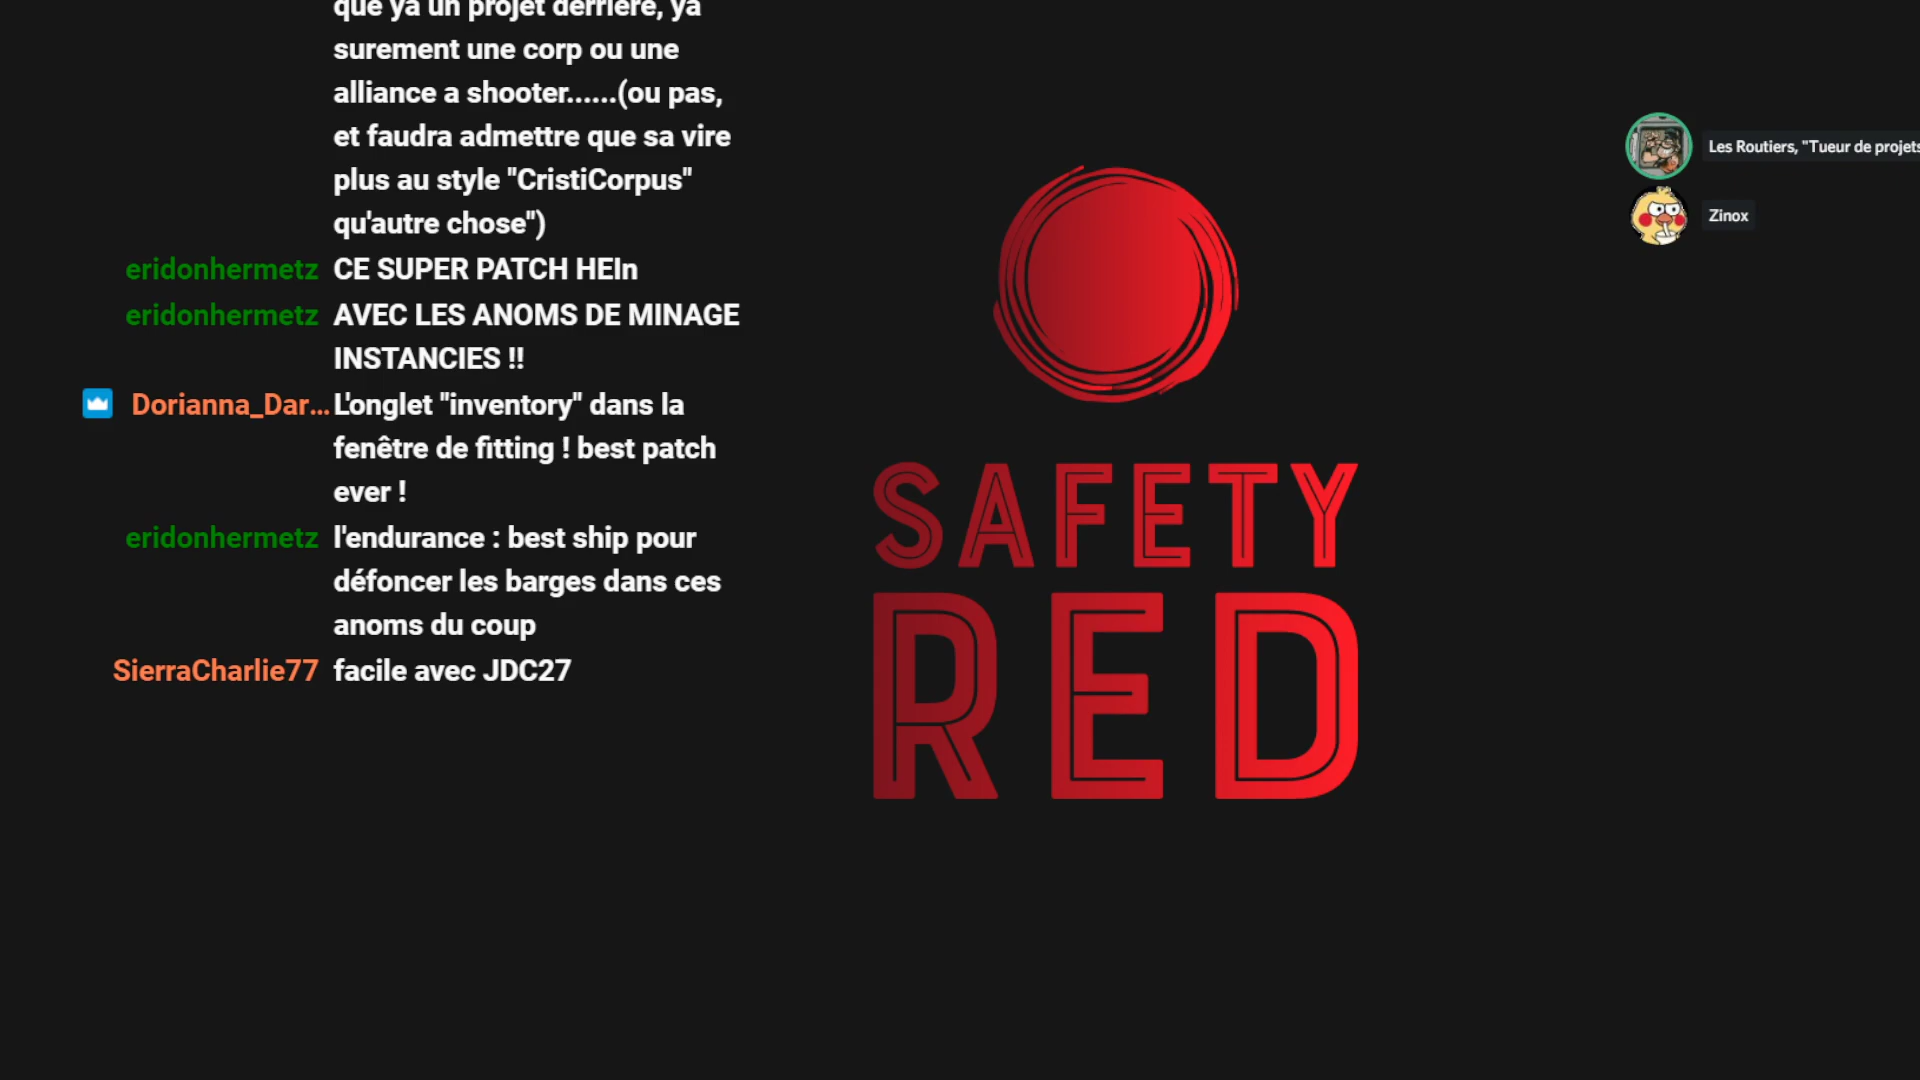 que ya un projet derrière, ya
surement une corp ou une
alliance a shooter......(ou pas,
et faudra admettre que sa vire
plus au style "CristiCorpus"
qu'autre chose")
eridonhermetz CE SUPER PATCH HEIn
eridonhermetz AVEC LES ANOMS DE MINAGE
INSTANCIES !!
Dorianna_Dar... L'onglet "inventory" dans la
fenêtre de fitting ! best patch
ever !
eridonhermetz l'endurance : best ship pour
défoncer les barges dans ces
anoms du coup
SierraCharlie77 facile avec JDC27
SAFETY
RED
Les Routiers, "Tueur de projets
Zinox